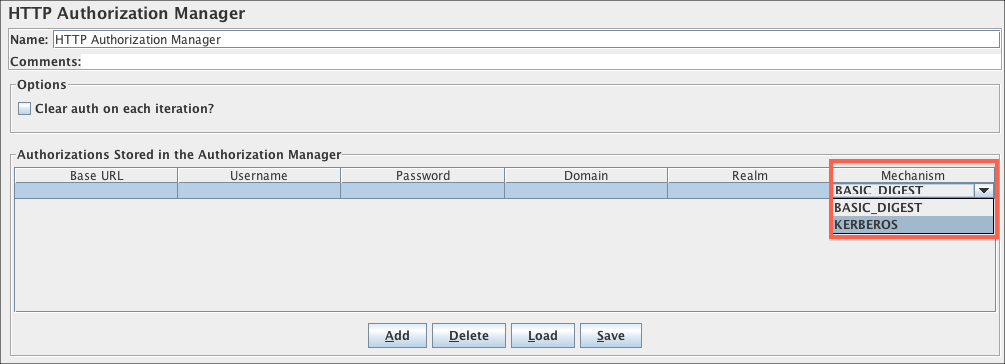 HTTP Authorization Manager
Name: HTTP Authorization Manager
Comments:
Options
Clear auth on each iteration?
Authorizations Stored in the Authorization Manager
Base URL Username Password Domain Realm Mechanism
BASIC_DIGEST
BASIC_DIGEST
KERBEROS
Add Delete Load Save